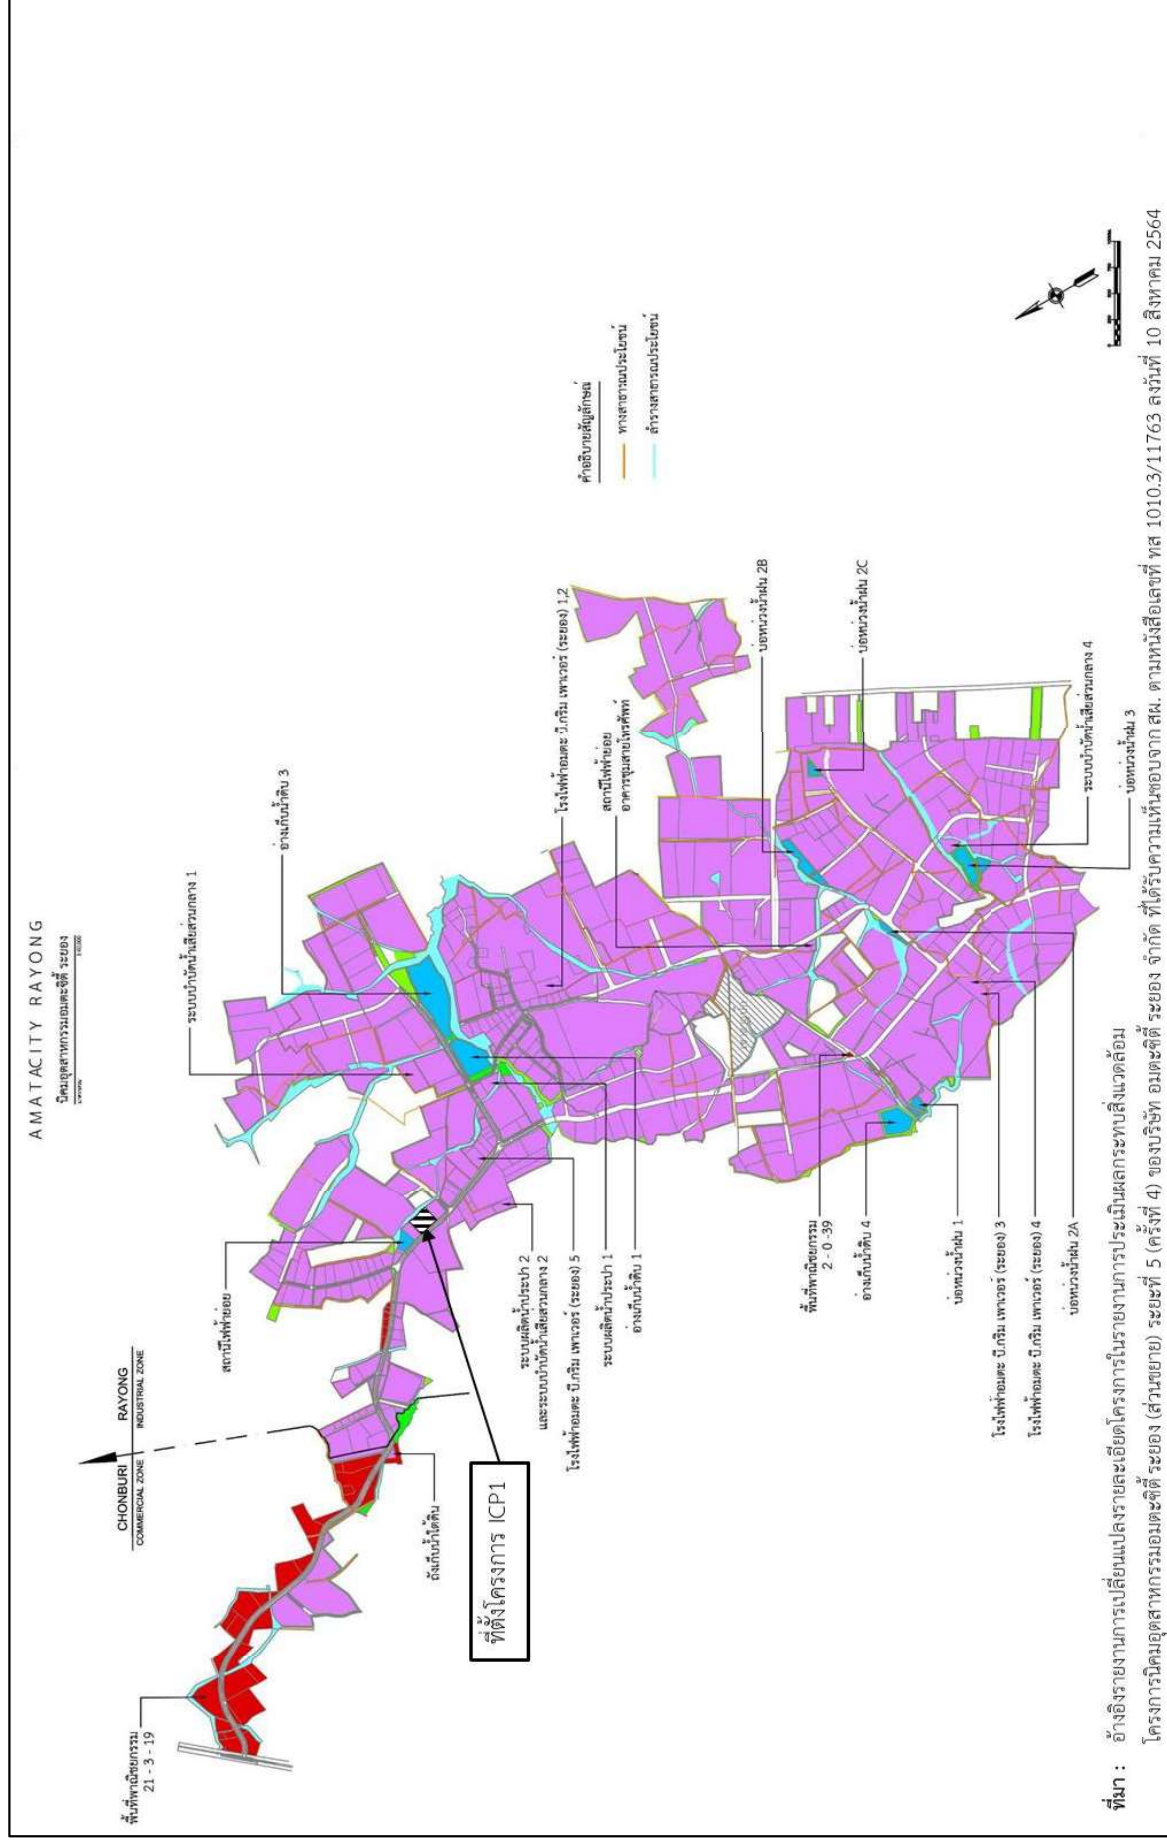 AMATACITY RAYONG
นิคมอุตสาหกรรมอมตะซิตี้ ระยอง
CHONBURI
RAYONG
COMMERCIAL ZONE
INDUSTRIAL ZONE
พื้นที่พาณิชยกรรม
21 - 3 - 19
สถานีไฟฟ้าย่อย
ระบบบำบัดน้ำเสียส่วนกลาง 1
อ่างเก็บน้ำดิบ 3
ถังเก็บน้ำใต้ดิน
ที่ตั้งโครงการ ICP1
ระบบผลิตน้ำประปา 2
และระบบบำบัดน้ำเสียส่วนกลาง 2
โรงไฟฟ้าอมตะ บี.กริม เพาเวอร์ (ระยอง) 5
ระบบผลิตน้ำประปา 1
อ่างเก็บน้ำดิบ 1
โรงไฟฟ้าอมตะ บี.กริม เพาเวอร์ (ระยอง) 1,2
สถานีไฟฟ้าย่อย
อาคารชุมสายโทรศัพท์
คำอธิบายสัญลักษณ์
ทางสาธารณประโยชน์
ลำรางสาธารณประโยชน์
บ่อหน่วงน้ำฝน 2B
บ่อหน่วงน้ำฝน 2C
พื้นที่พาณิชยกรรม
2 - 0 -39
อ่างเก็บน้ำดิบ 4
บ่อหน่วงน้ำฝน 1
โรงไฟฟ้าอมตะ บี.กริม เพาเวอร์ (ระยอง) 3
โรงไฟฟ้าอมตะ บี.กริม เพาเวอร์ (ระยอง) 4
บ่อหน่วงน้ำฝน 2A
ระบบบำบัดน้ำเสียส่วนกลาง 4
บ่อหน่วงน้ำฝน 3
ที่มา : อ้างอิงรายงานการเปลี่ยนแปลงรายละเอียดโครงการในรายงานการประเมินผลกระทบสิ่งแวดล้อม
โครงการนิคมอุตสาหกรรมอมตะซิตี้ ระยอง (ส่วนขยาย) ระยะที่ 5 (ครั้งที่ 4) ของบริษัท อมตะซิตี้ ระยอง จำกัด ที่ได้รับความเห็นชอบจาก สผ. ตามหนังสือเลขที่ ทส 1010.3/11763 ลงวันที่ 10 สิงหาคม 2564